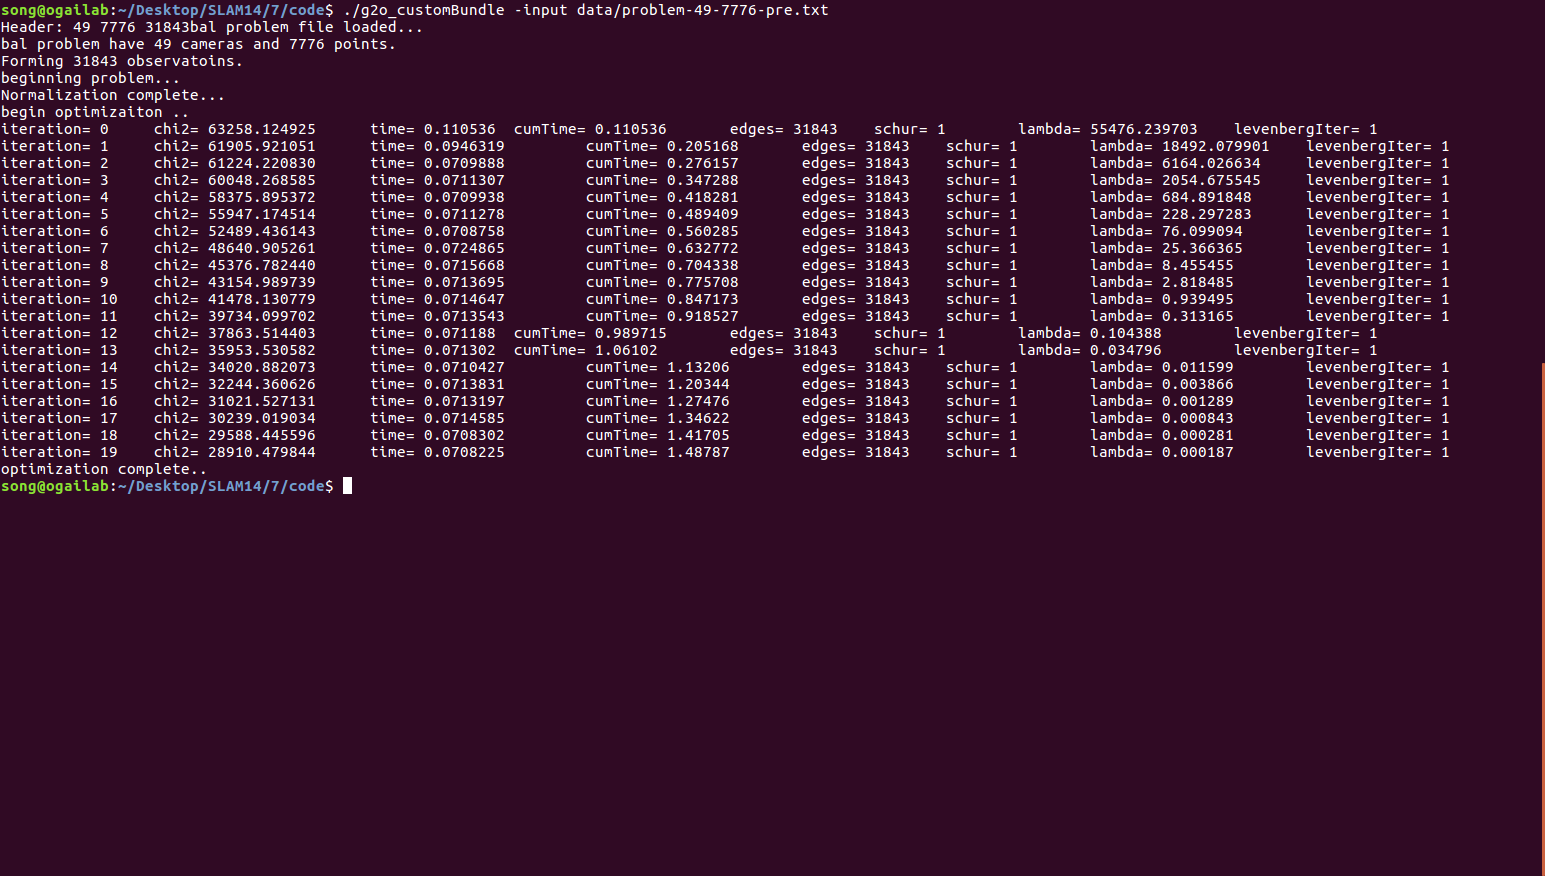 song@ogailab:~/Desktop/SLAM14/7/code$ ./g2o_customBundle -input data/problem-49-7776-pre.txt
Header: 49 7776 31843bal problem file loaded...
bal problem have 49 cameras and 7776 points.
Forming 31843 observatoins.
beginning problem...
Normalization complete...
begin optimizaiton ..
iteration= 0 chi2= 63258.124925 time= 0.110536 cumTime= 0.110536 edges= 31843 schur= 1 lambda= 55476.239703 levenbergIter= 1
iteration= 1 chi2= 61905.921051 time= 0.0946319 cumTime= 0.205168 edges= 31843 schur= 1 lambda= 18492.079901 levenbergIter= 1
iteration= 2 chi2= 61224.220830 time= 0.0709888 cumTime= 0.276157 edges= 31843 schur= 1 lambda= 6164.026634 levenbergIter= 1
iteration= 3 chi2= 60048.268585 time= 0.0711307 cumTime= 0.347288 edges= 31843 schur= 1 lambda= 2054.675545 levenbergIter= 1
iteration= 4 chi2= 58375.895372 time= 0.0709938 cumTime= 0.418281 edges= 31843 schur= 1 lambda= 684.891848 levenbergIter= 1
iteration= 5 chi2= 55947.174514 time= 0.0711278 cumTime= 0.489409 edges= 31843 schur= 1 lambda= 228.297283 levenbergIter= 1
iteration= 6 chi2= 52489.436143 time= 0.0708758 cumTime= 0.560285 edges= 31843 schur= 1 lambda= 76.099094 levenbergIter= 1
iteration= 7 chi2= 48640.905261 time= 0.0724865 cumTime= 0.632772 edges= 31843 schur= 1 lambda= 25.366365 levenbergIter= 1
iteration= 8 chi2= 45376.782440 time= 0.0715668 cumTime= 0.704338 edges= 31843 schur= 1 lambda= 8.455455 levenbergIter= 1
iteration= 9 chi2= 43154.989739 time= 0.0713695 cumTime= 0.775708 edges= 31843 schur= 1 lambda= 2.818485 levenbergIter= 1
iteration= 10 chi2= 41478.130779 time= 0.0714647 cumTime= 0.847173 edges= 31843 schur= 1 lambda= 0.939495 levenbergIter= 1
iteration= 11 chi2= 39734.099702 time= 0.0713543 cumTime= 0.918527 edges= 31843 schur= 1 lambda= 0.313165 levenbergIter= 1
iteration= 12 chi2= 37863.514403 time= 0.071188 cumTime= 0.989715 edges= 31843 schur= 1 lambda= 0.104388 levenbergIter= 1
iteration= 13 chi2= 35953.530582 time= 0.071302 cumTime= 1.06102 edges= 31843 schur= 1 lambda= 0.034796 levenbergIter= 1
iteration= 14 chi2= 34020.882073 time= 0.0710427 cumTime= 1.13206 edges= 31843 schur= 1 lambda= 0.011599 levenbergIter= 1
iteration= 15 chi2= 32244.360626 time= 0.0713831 cumTime= 1.20344 edges= 31843 schur= 1 lambda= 0.003866 levenbergIter= 1
iteration= 16 chi2= 31021.527131 time= 0.0713197 cumTime= 1.27476 edges= 31843 schur= 1 lambda= 0.001289 levenbergIter= 1
iteration= 17 chi2= 30239.019034 time= 0.0714585 cumTime= 1.34622 edges= 31843 schur= 1 lambda= 0.000843 levenbergIter= 1
iteration= 18 chi2= 29588.445596 time= 0.0708302 cumTime= 1.41705 edges= 31843 schur= 1 lambda= 0.000281 levenbergIter= 1
iteration= 19 chi2= 28910.479844 time= 0.0708225 cumTime= 1.48787 edges= 31843 schur= 1 lambda= 0.000187 levenbergIter= 1
optimization complete..
song@ogailab:~/Desktop/SLAM14/7/code$